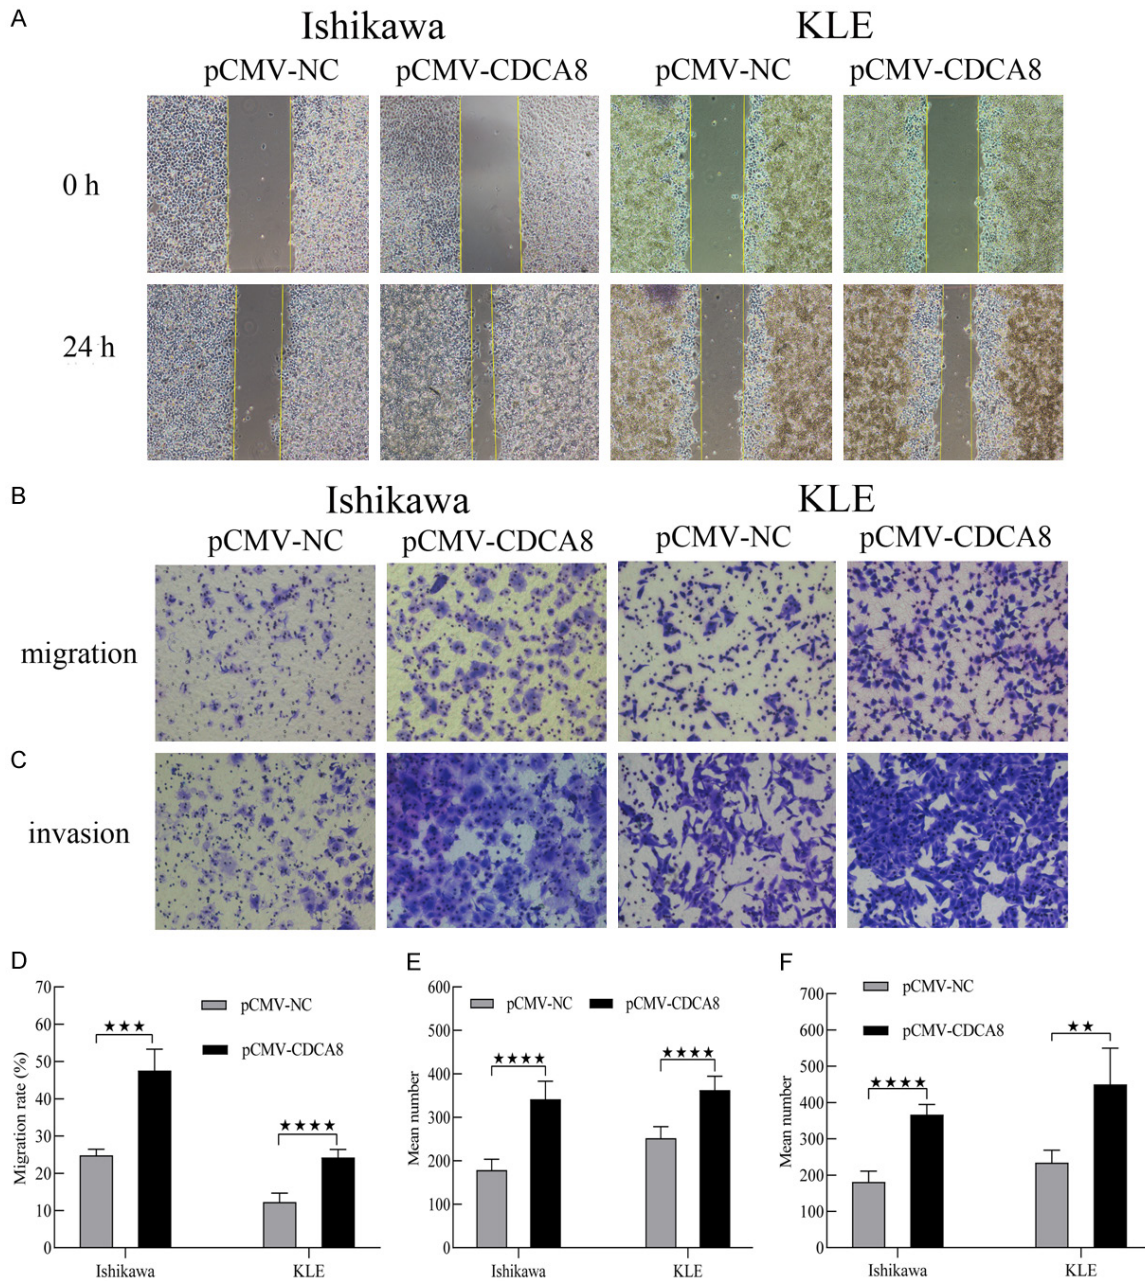 A
Ishikawa KLE
pCMV-NC pCMV-CDCA8 pCMV-NC pCMV-CDCA8
0 h
24 h
B
Ishikawa KLE
pCMV-NC pCMV-CDCA8 pCMV-NC pCMV-CDCA8
migration
C
invasion
D
70
60
50
40
30
20
10
0
Migration rate (%)
pCMV-NC
pCMV-CDCA8
★★★
★★★★
Ishikawa KLE
E
600
500
400
300
200
100
0
Mean number
pCMV-NC pCMV-CDCA8
★★★★
★★★★
Ishikawa KLE
F
700
600
500
400
300
200
100
0
Mean number
pCMV-NC
pCMV-CDCA8
★★★★
★★
Ishikawa KLE